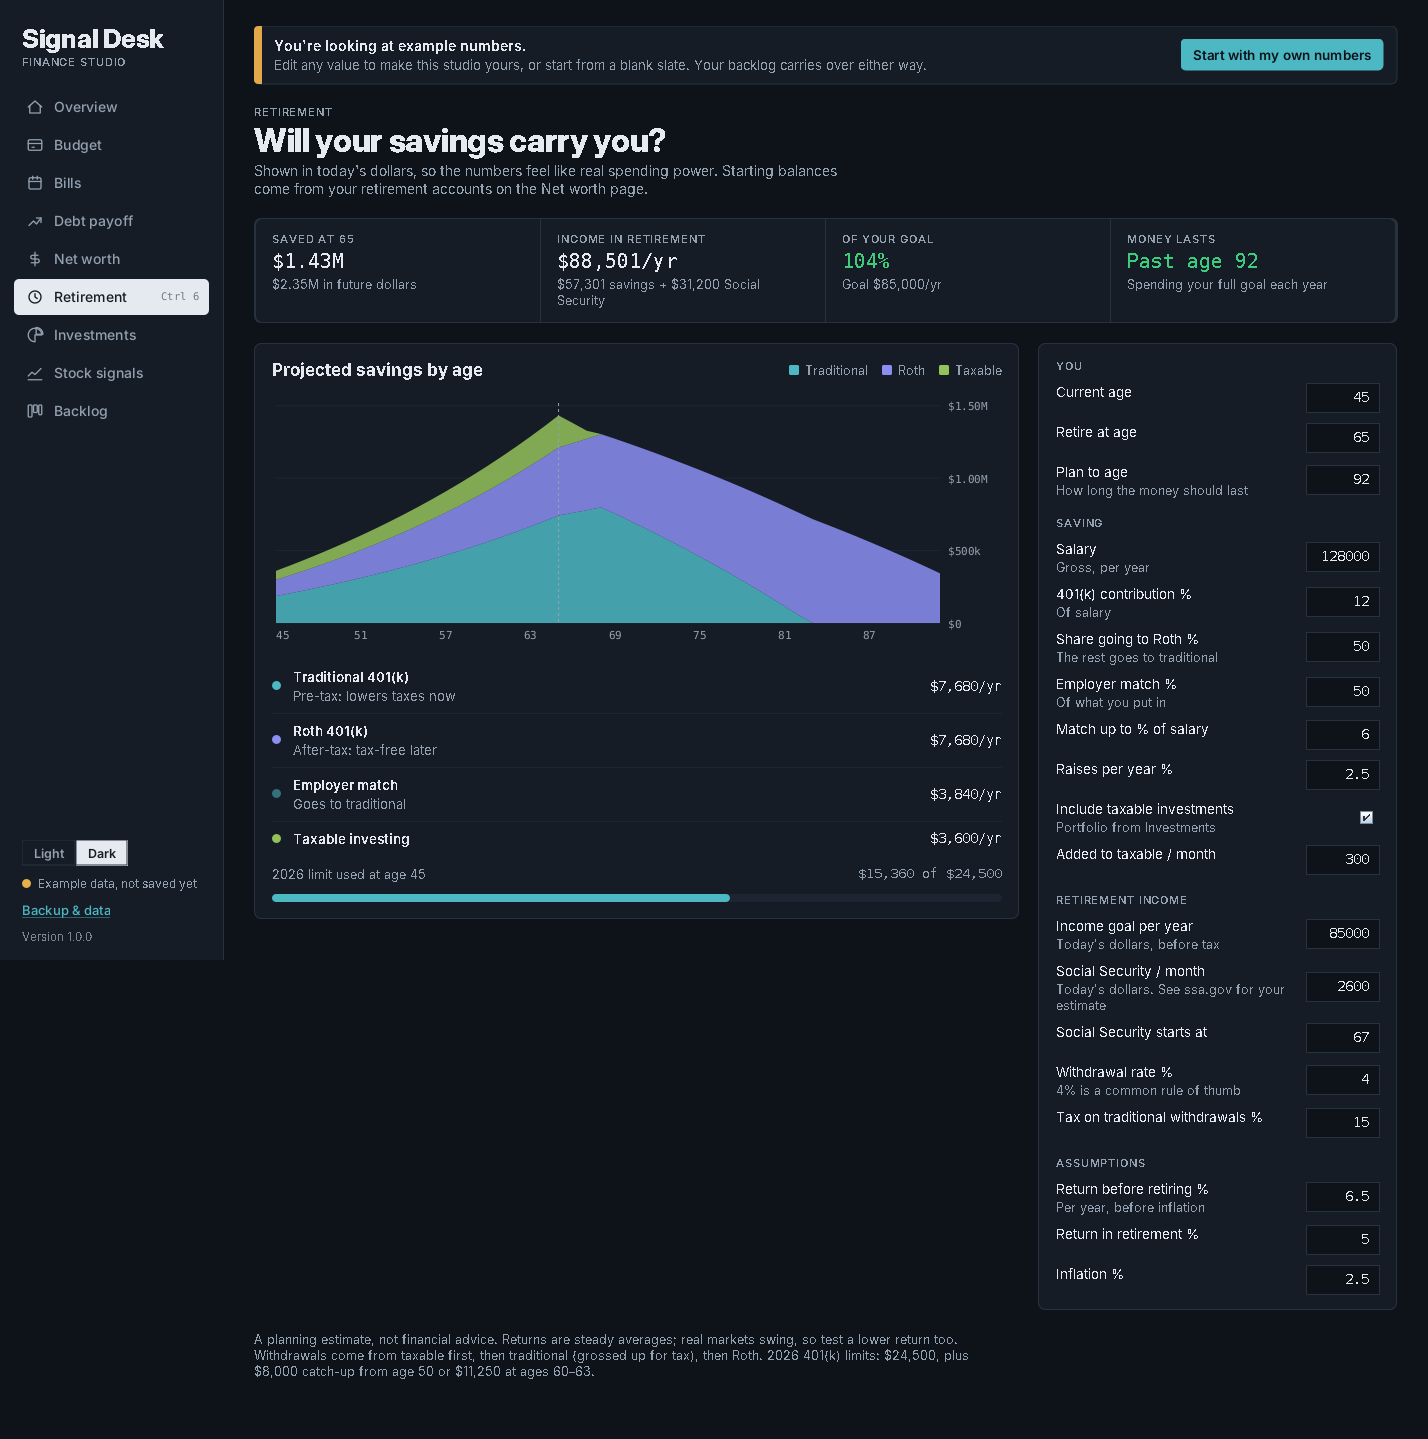 Signal Desk
FINANCE STUDIO
Overview
Budget
Bills
Debt payoff
Net worth
Retirement Ctrl 6
Investments
Stock signals
Backlog
Light Dark
Example data, not saved yet
Backup & data
Version 1.0.0
You're looking at example numbers.
Edit any value to make this studio yours, or start from a blank slate. Your backlog carries over either way.
Start with my own numbers
RETIREMENT
Will your savings carry you?
Shown in today's dollars, so the numbers feel like real spending power. Starting balances
come from your retirement accounts on the Net worth page.
SAVED AT 65
$1.43M
$2.35M in future dollars
INCOME IN RETIREMENT
$88,501/yr
$57,301 savings + $31,200 Social
Security
OF YOUR GOAL
104%
Goal $85,000/yr
MONEY LASTS
Past age 92
Spending your full goal each year
Projected savings by age
Traditional Roth Taxable
$1.50M
$1.00M
$500k
$0
45 51 57 63 69 75 81 87
Traditional 401(k)
Pre-tax: lowers taxes now
$7,680/yr
Roth 401(k)
After-tax: tax-free later
$7,680/yr
Employer match
Goes to traditional
$3,840/yr
Taxable investing
$3,600/yr
2026 limit used at age 45
$15,360 of $24,500
YOU
Current age 45
Retire at age 65
Plan to age 92
How long the money should last
SAVING
Salary 128000
Gross, per year
401(k) contribution % 12
Of salary
Share going to Roth % 50
The rest goes to traditional
Employer match % 50
Of what you put in
Match up to % of salary 6
Raises per year % 2.5
Include taxable investments
Portfolio from Investments
Added to taxable / month 300
RETIREMENT INCOME
Income goal per year 85000
Today's dollars, before tax
Social Security / month 2600
Today's dollars. See ssa.gov for your
estimate
Social Security starts at 67
Withdrawal rate % 4
4% is a common rule of thumb
Tax on traditional withdrawals % 15
ASSUMPTIONS
Return before retiring % 6.5
Per year, before inflation
Return in retirement % 5
Inflation % 2.5
A planning estimate, not financial advice. Returns are steady averages; real markets swing, so test a lower return too.
Withdrawals come from taxable first, then traditional (grossed up for tax), then Roth. 2026 401(k) limits: $24,500, plus
$8,000 catch-up from age 50 or $11,250 at ages 60–63.